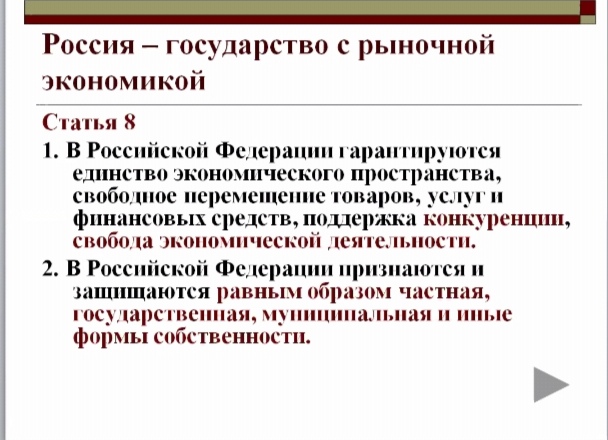 Россия – государство с рыночной
экономикой
Статья 8
1. В Российской Федерации гарантируются
единство экономического пространства,
свободное перемещение товаров, услуг и
финансовых средств, поддержка конкуренции,
свобода экономической деятельности.
2. В Российской Федерации признаются и
защищаются равным образом частная,
государственная, муниципальная и иные
формы собственности.